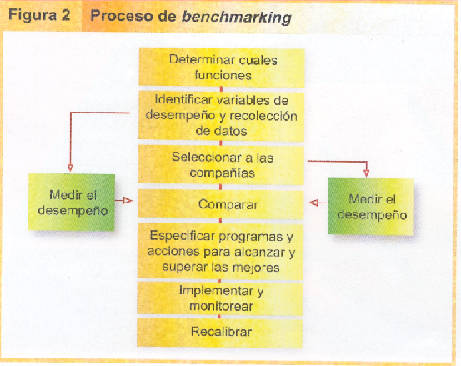 Figura 2 Proceso de benchmarking
Determinar cuales
funciones
Identificar variables de
desempeño y recolección
de datos
Seleccionar a las
compañías
Medir el
desempeño
Comparar
Medir el
desempeño
Especificar programas y
acciones para alcanzar y
superar las mejores
Implementar y
monitorear
Recalibrar